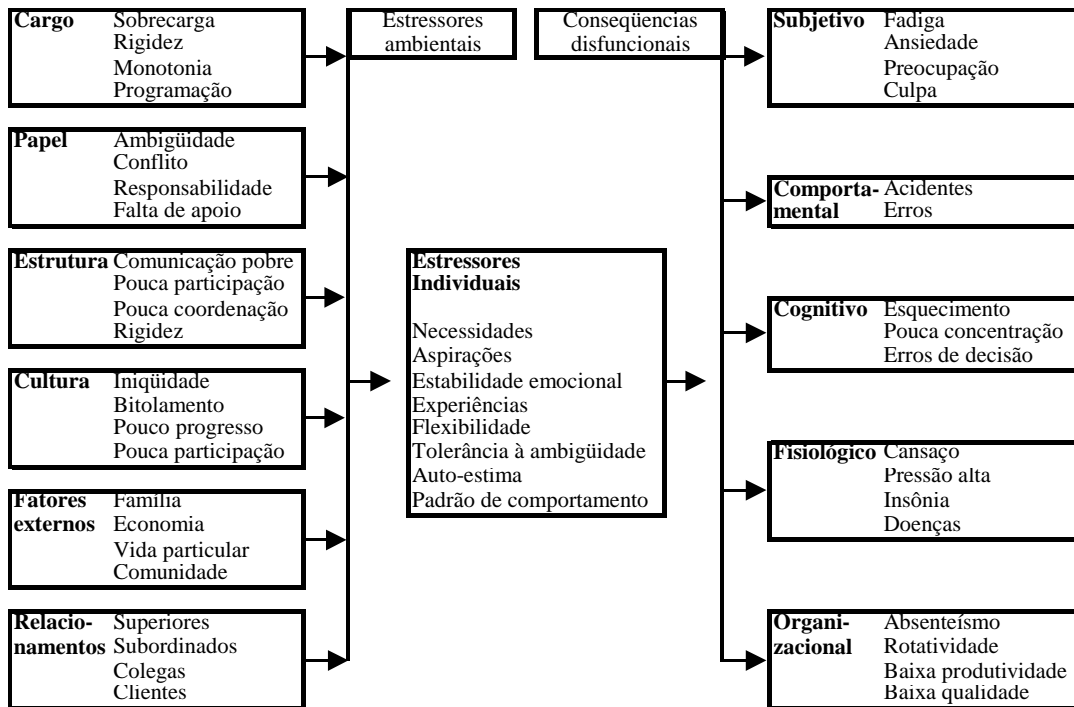 Cargo Sobrecarga
Rigidez
Monotonia
Programação
Papel Ambigüidade
Conflito
Responsabilidade
Falta de apoio
Estrutura Comunicação pobre
Pouca participação
Pouca coordenação
Rigidez
Cultura Iniqüidade
Bitolamento
Pouco progresso
Pouca participação
Fatores Família
externos Economia
Vida particular
Comunidade
Relacio- Superiores
namentos Subordinados
Colegas
Clientes
Estressores
ambientais
Estressores
Individuais
Necessidades
Aspirações
Estabilidade emocional
Experiências
Flexibilidade
Tolerância à ambigüidade
Auto-estima
Padrão de comportamento
Conseqüencias
disfuncionais
Subjetivo Fadiga
Ansiedade
Preocupação
Culpa
Comporta- Acidentes
mental Erros
Cognitivo Esquecimento
Pouca concentração
Erros de decisão
Fisiológico Cansaço
Pressão alta
Insônia
Doenças
Organi- Absenteísmo
zacional Rotatividade
Baixa produtividade
Baixa qualidade